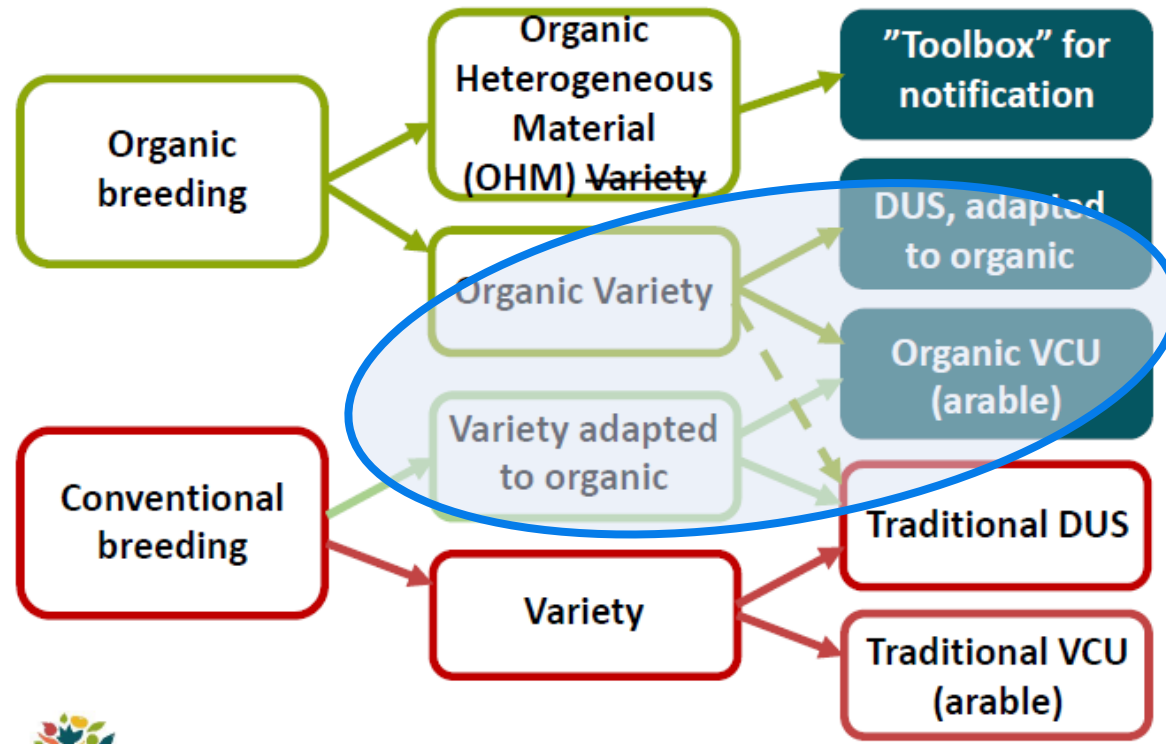 Organic
breeding
Organic
Heterogeneous
Material
(OHM) Variety
”Toolbox” for
notification
DUS, adapted
to organic
Organic Variety
Organic VCU
(arable)
Variety adapted
to organic
Conventional
breeding
Traditional DUS
Variety
Traditional VCU
(arable)